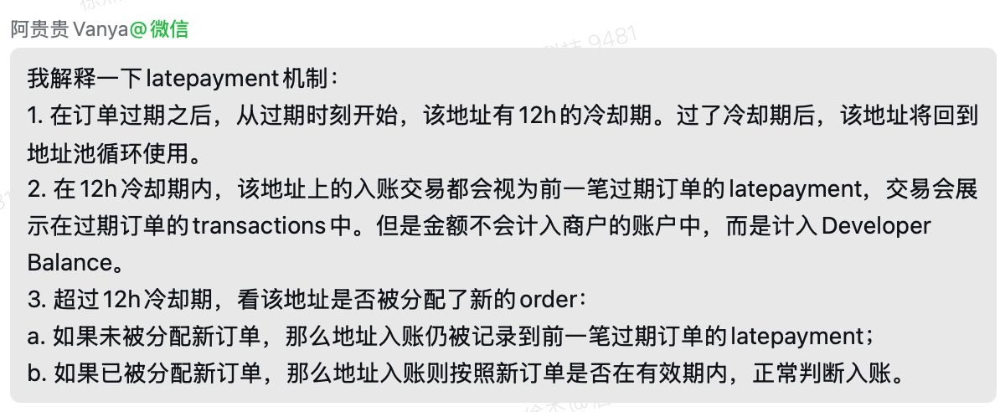 阿贵贵 Vanya@微信
我解释一下latepayment机制：
1. 在订单过期之后，从过期时刻开始，该地址有12h的冷却期。过了冷却期后，该地址将回到
地址池循环使用。
2. 在12h冷却期内，该地址上的入账交易都会视为前一笔过期订单的latepayment，交易会展
示在过期订单的transactions中。但是金额不会计入商户的账户中，而是计入Developer
Balance。
3. 超过12h冷却期，看该地址是否被分配了新的order：
a. 如果未被分配新订单，那么地址入账仍被记录到前一笔过期订单的latepayment；
b. 如果已被分配新订单，那么地址入账则按照新订单是否在有效期内，正常判断入账。
9481